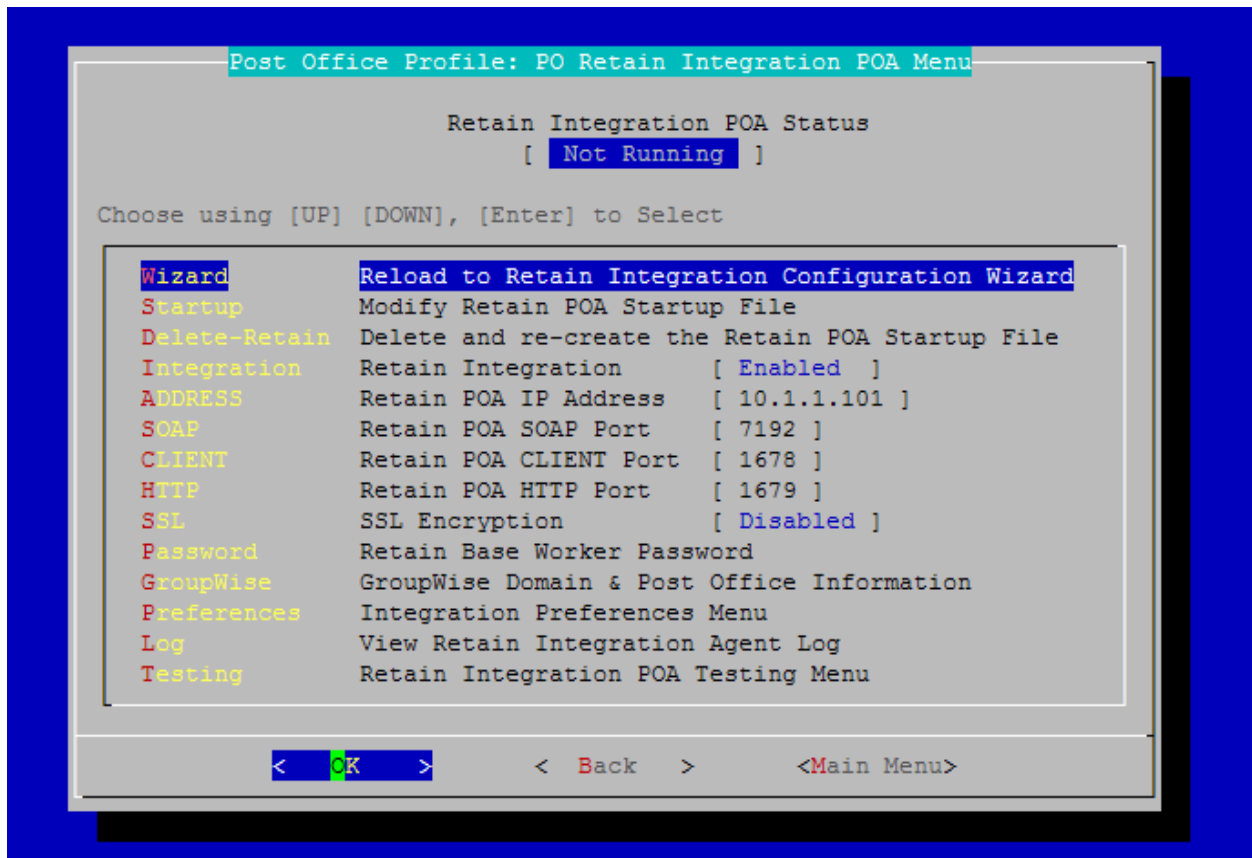 Post Office Profile: PO Retain Integration POA Menu
Retain Integration POA Status
[ Not Running ]
Choose using [UP] [DOWN], [Enter] to Select
Wizard Reload to Retain Integration Configuration Wizard
Startup Modify Retain POA Startup File
Delete-Retain Delete and re-create the Retain POA Startup File
Integration Retain Integration [ Enabled ]
ADDRESS Retain POA IP Address [ 10.1.1.101 ]
SOAP Retain POA SOAP Port [ 7192 ]
CLIENT Retain POA CLIENT Port [ 1678 ]
HTTP Retain POA HTTP Port [ 1679 ]
SSL SSL Encryption [ Disabled ]
Password Retain Base Worker Password
GroupWise GroupWise Domain & Post Office Information
Preferences Integration Preferences Menu
Log View Retain Integration Agent Log
Testing Retain Integration POA Testing Menu
< OK > < Back > <Main Menu>